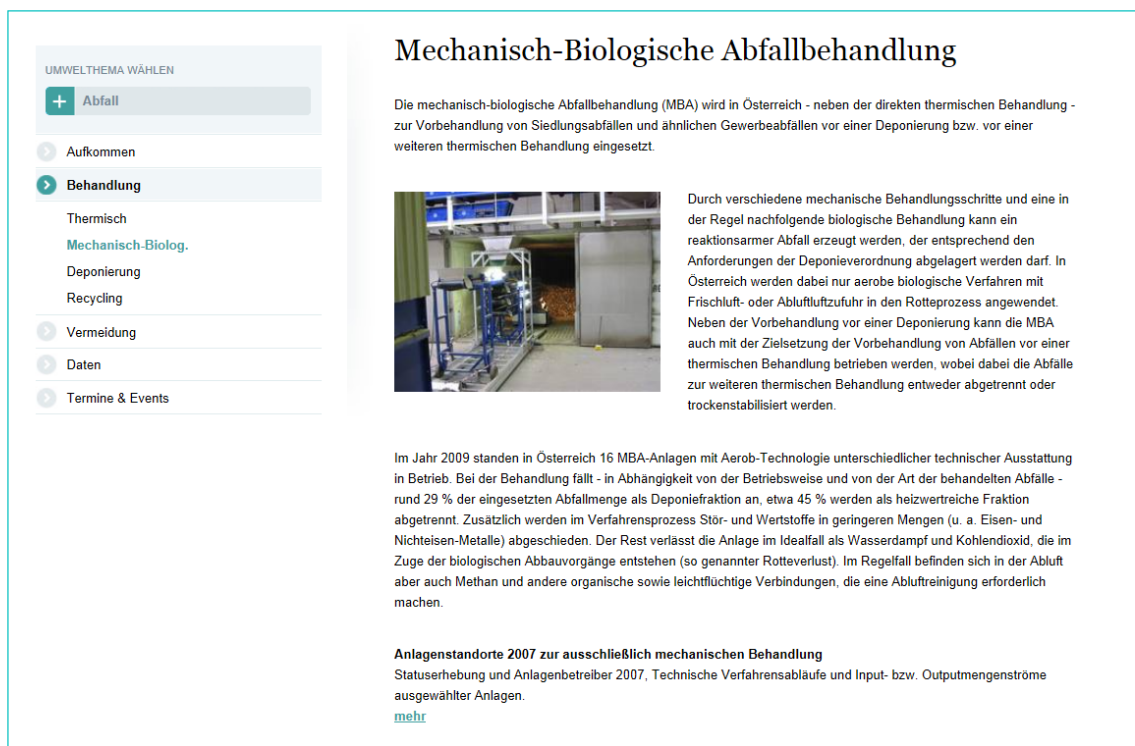 UMWELTTHEMA WÄHLEN
+ Abfall
Aufkommen
Behandlung
Thermisch
Mechanisch-Biolog.
Deponierung
Recycling
Vermeidung
Daten
Termine & Events
Mechanisch-Biologische Abfallbehandlung
Die mechanisch-biologische Abfallbehandlung (MBA) wird in Österreich - neben der direkten thermischen Behandlung -
zur Vorbehandlung von Siedlungsabfällen und ähnlichen Gewerbeabfällen vor einer Deponierung bzw. vor einer
weiteren thermischen Behandlung eingesetzt.
Durch verschiedene mechanische Behandlungsschritte und eine in
der Regel nachfolgende biologische Behandlung kann ein
reaktionsarmer Abfall erzeugt werden, der entsprechend den
Anforderungen der Deponieverordnung abgelagert werden darf. In
Österreich werden dabei nur aerobe biologische Verfahren mit
Frischluft- oder Abluftluftzufuhr in den Rotteprozess angewendet.
Neben der Vorbehandlung vor einer Deponierung kann die MBA
auch mit der Zielsetzung der Vorbehandlung von Abfällen vor einer
thermischen Behandlung betrieben werden, wobei dabei die Abfälle
zur weiteren thermischen Behandlung entweder abgetrennt oder
trockenstabilisiert werden.
Im Jahr 2009 standen in Österreich 16 MBA-Anlagen mit Aerob-Technologie unterschiedlicher technischer Ausstattung
in Betrieb. Bei der Behandlung fällt - in Abhängigkeit von der Betriebsweise und von der Art der behandelten Abfälle -
rund 29 % der eingesetzten Abfallmenge als Deponiefraktion an, etwa 45 % werden als heizwertreiche Fraktion
abgetrennt. Zusätzlich werden im Verfahrensprozess Stör- und Wertstoffe in geringeren Mengen (u. a. Eisen- und
Nichteisen-Metalle) abgeschieden. Der Rest verlässt die Anlage im Idealfall als Wasserdampf und Kohlendioxid, die im
Zuge der biologischen Abbauvorgänge entstehen (so genannter Rotteverlust). Im Regelfall befinden sich in der Abluft
aber auch Methan und andere organische sowie leichtflüchtige Verbindungen, die eine Abluftreinigung erforderlich
machen.
Anlagenstandorte 2007 zur ausschließlich mechanischen Behandlung
Statuserhebung und Anlagenbetreiber 2007, Technische Verfahrensabläufe und Input- bzw. Outputmengenströme
ausgewählter Anlagen.
mehr